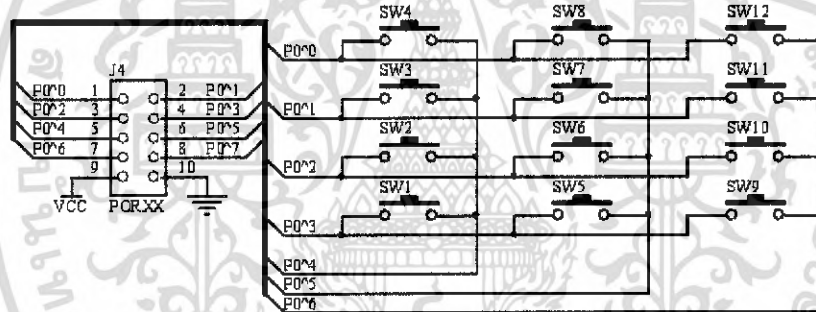 SW4 SW8 SW12
P0^0
J4
SW3 SW7 SW11
P0^0 1 2 P0^1
P0^2 3 4 P0^3
P0^1
P0^4 5 6 P0^5
SW2 SW6 SW10
P0^6 7 8 P0^7
9 10
P0^2
SW1 SW5 SW9
VCC PORXX
P0^3
P0^4
P0^5
P0^6